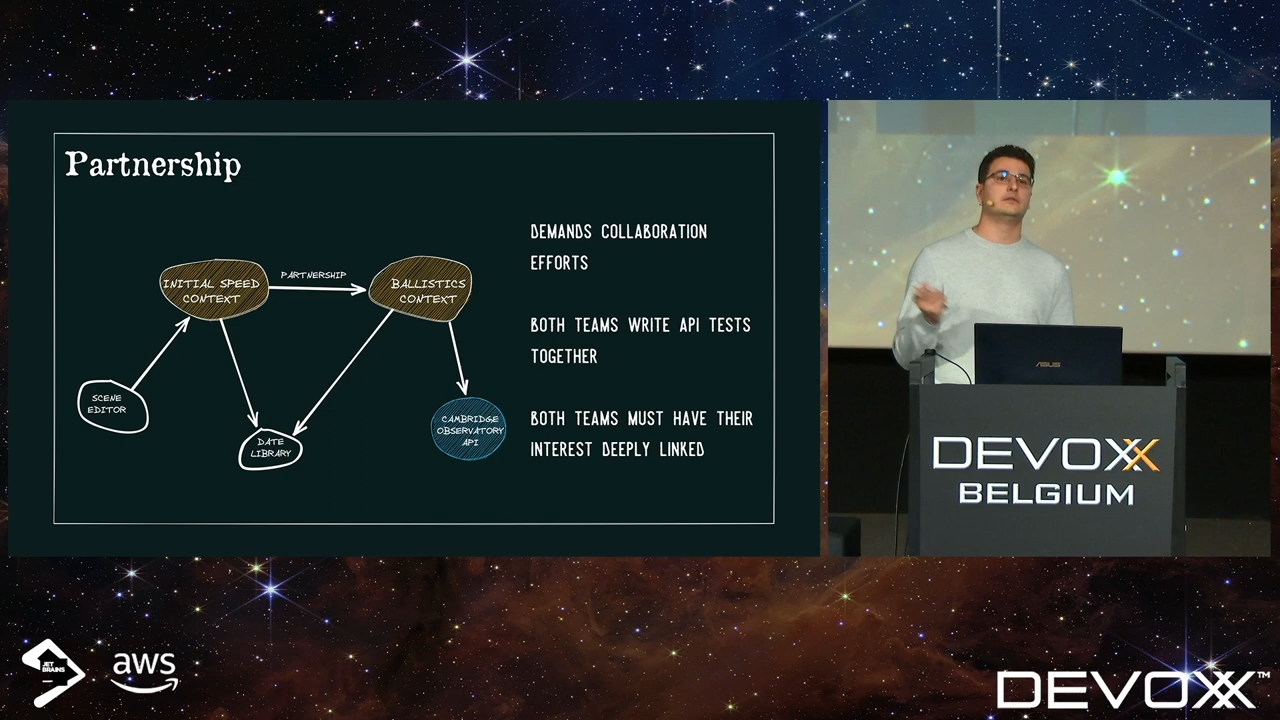 Partnership
DEMANDS COLLABORATION
EFFORTS
INITIAL SPEED
CONTEXT
PARTNERSHIP
BALLISTICS
CONTEXT
BOTH TEAMS WRITE API TESTS
TOGETHER
SCENE
EDITOR
DATE
LIBRARY
CAMBRIDGE
OBSERVATORY
API
BOTH TEAMS MUST HAVE THEIR
INTEREST DEEPLY LINKED
ASUS
DEVOXX
BELGIUM
JET
BRAINS
aws
DEVOXX™